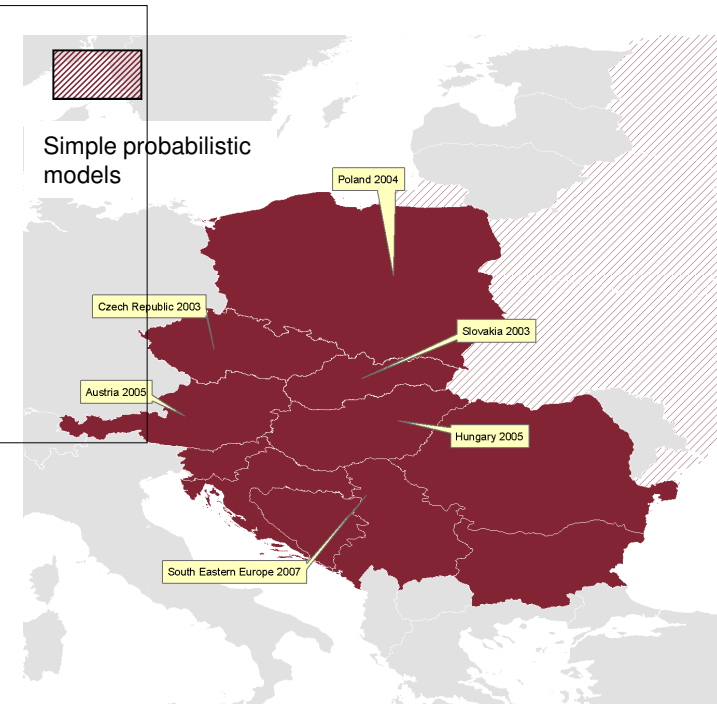 Simple probabilistic
models
Poland 2004
Czech Republic 2003
Slovakia 2003
Austria 2005
Hungary 2005
South Eastern Europe 2007